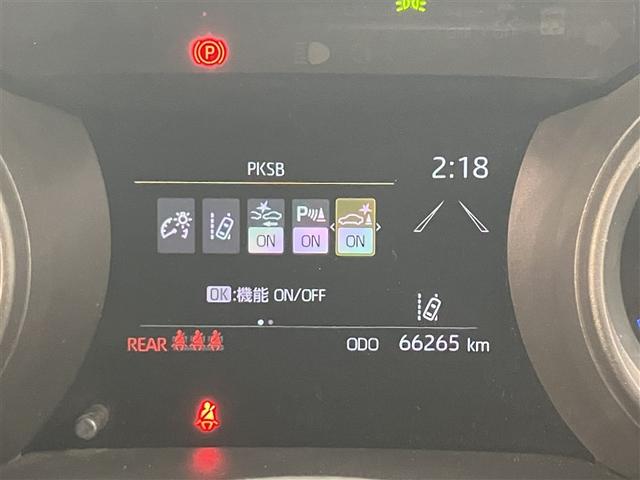 P
PKSB
2:18
P
ON
ON
ON
OK:機能 ON/OFF
REAR
ODO 66265 km